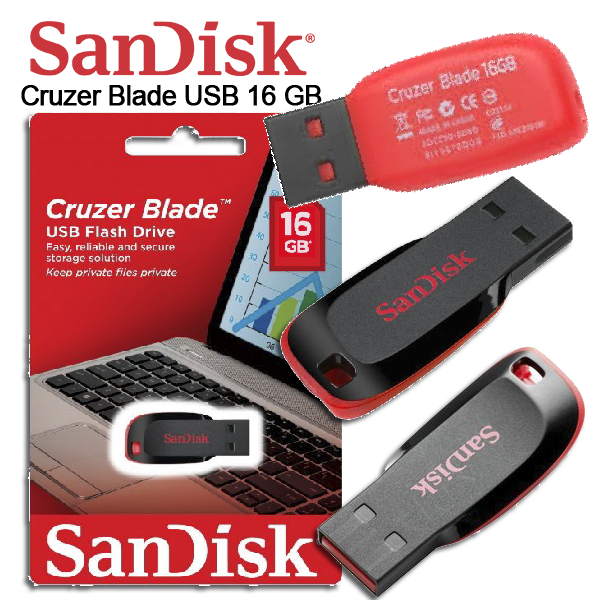 SanDisk®
Cruzer Blade USB 16 GB
Cruzer Blade™
USB Flash Drive
Easy, reliable and secure
storage solution
Keep private files private
16
GB*
SanDisk
SanDisk
Cruzer Blade 16GB
SanDisk
SanDisk